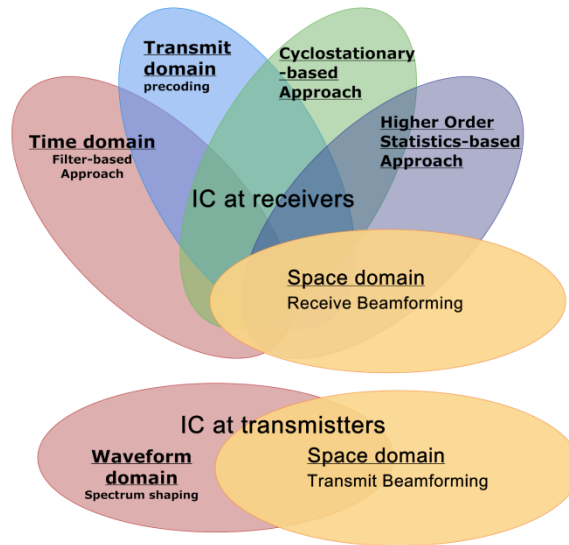 Transmit
domain
precoding
Cyclostationary
-based
Approach
Time domain
Filter-based
Approach
Higher Order
Statistics-based
Approach
IC at receivers
Space domain
Receive Beamforming
IC at transmistters
Waveform
domain
Spectrum shaping
Space domain
Transmit Beamforming